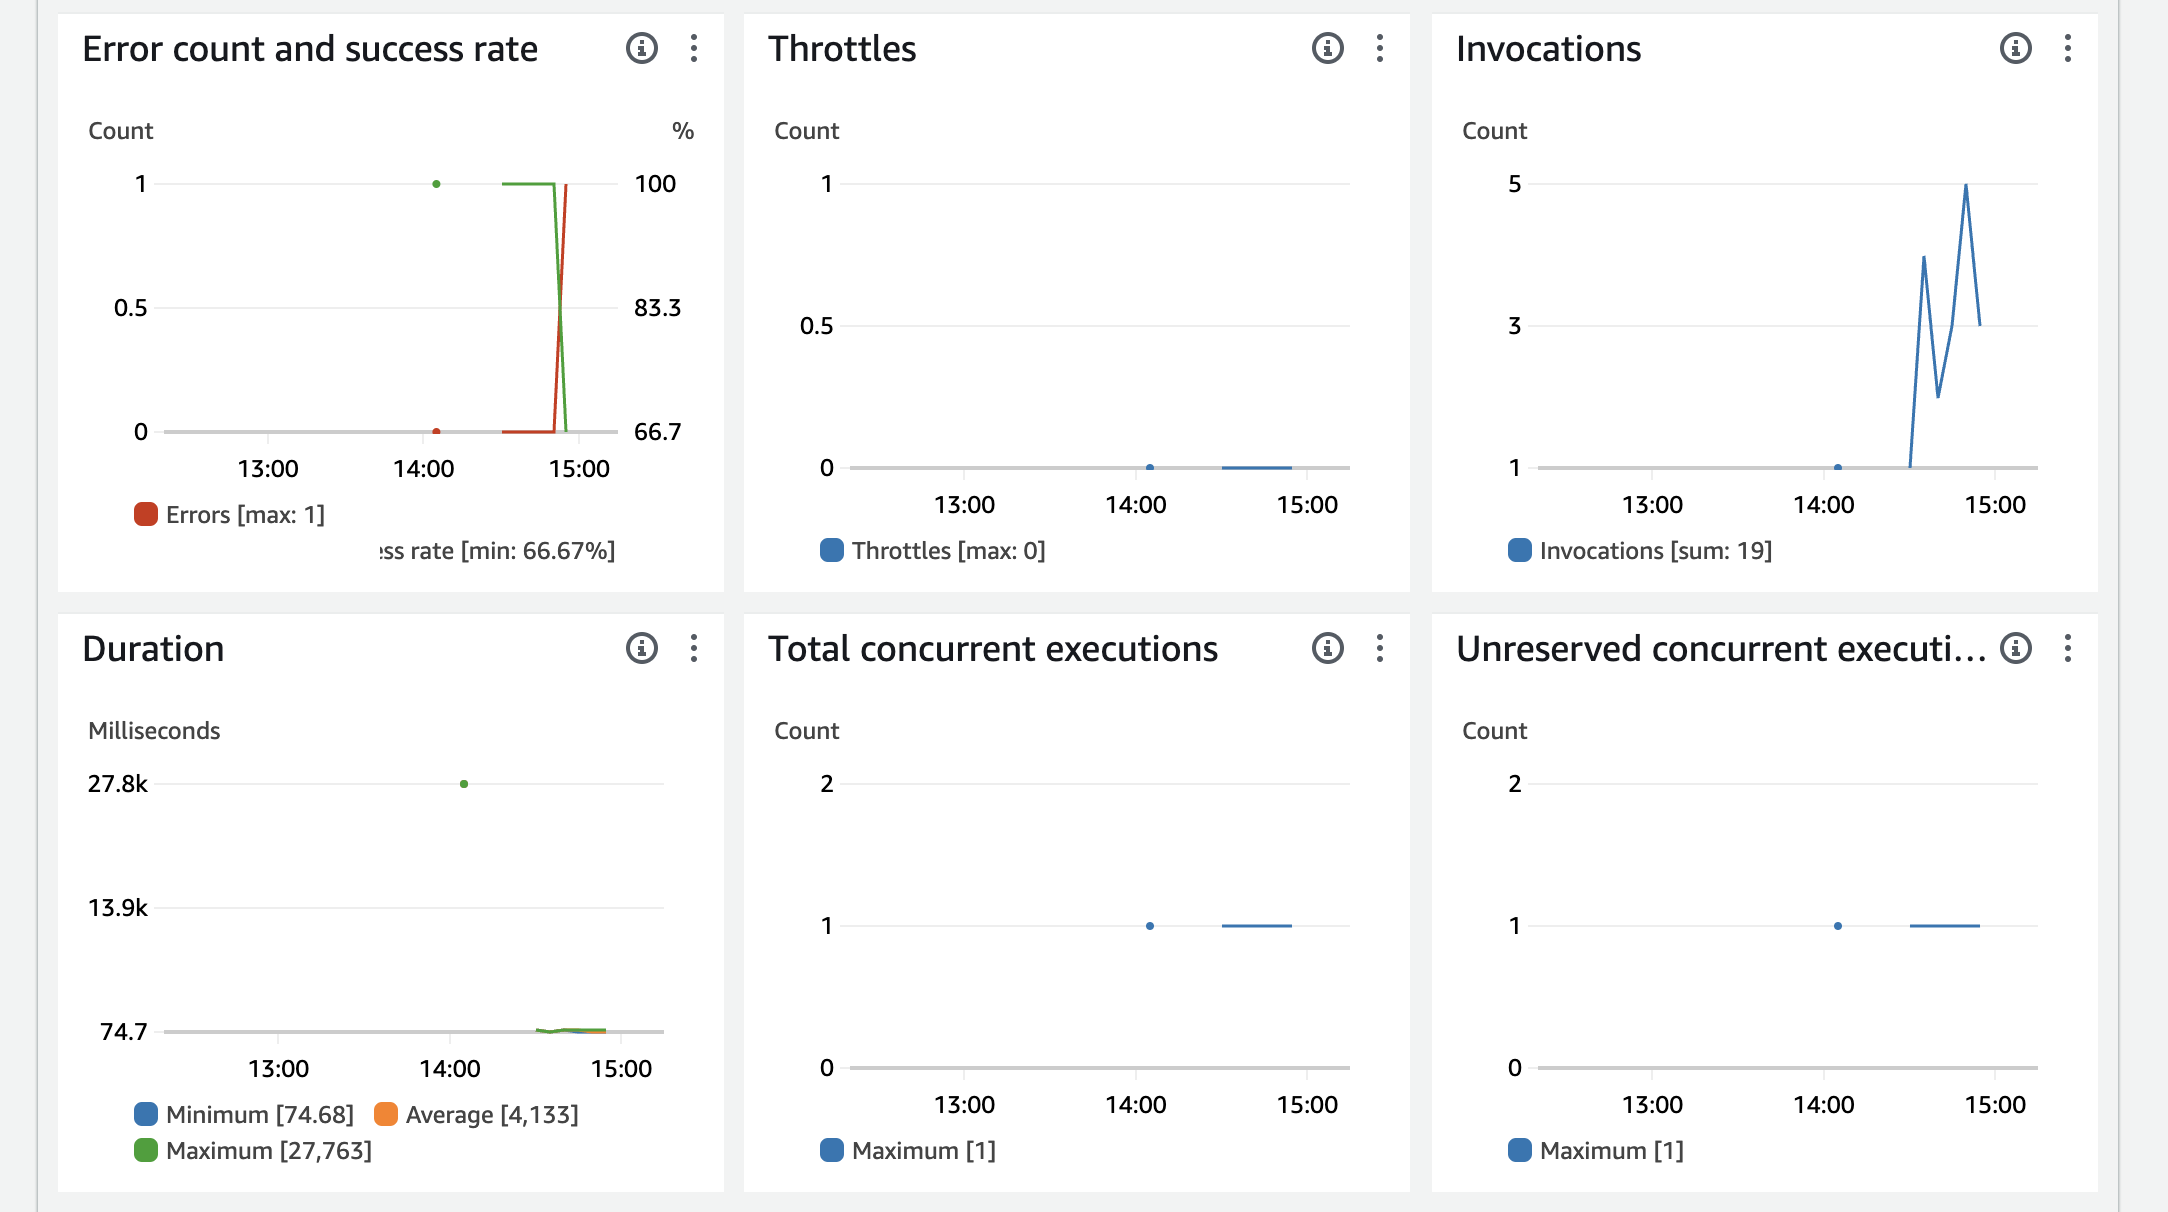 Error count and success rate
Count
%
1
0.5
0
100
83.3
66.7
13:00 14:00 15:00
Errors [max: 1]
ess rate [min: 66.67%]
Throttles
Count
1
0.5
0
13:00 14:00 15:00
Throttles [max: 0]
Invocations
Count
5
3
1
13:00 14:00 15:00
Invocations [sum: 19]
Duration
Milliseconds
27.8k
13.9k
74.7
13:00 14:00 15:00
Minimum [74.68] Average [4,133]
Maximum [27,763]
Total concurrent executions
Count
2
1
0
13:00 14:00 15:00
Maximum [1]
Unreserved concurrent executi...
Count
2
1
0
13:00 14:00 15:00
Maximum [1]